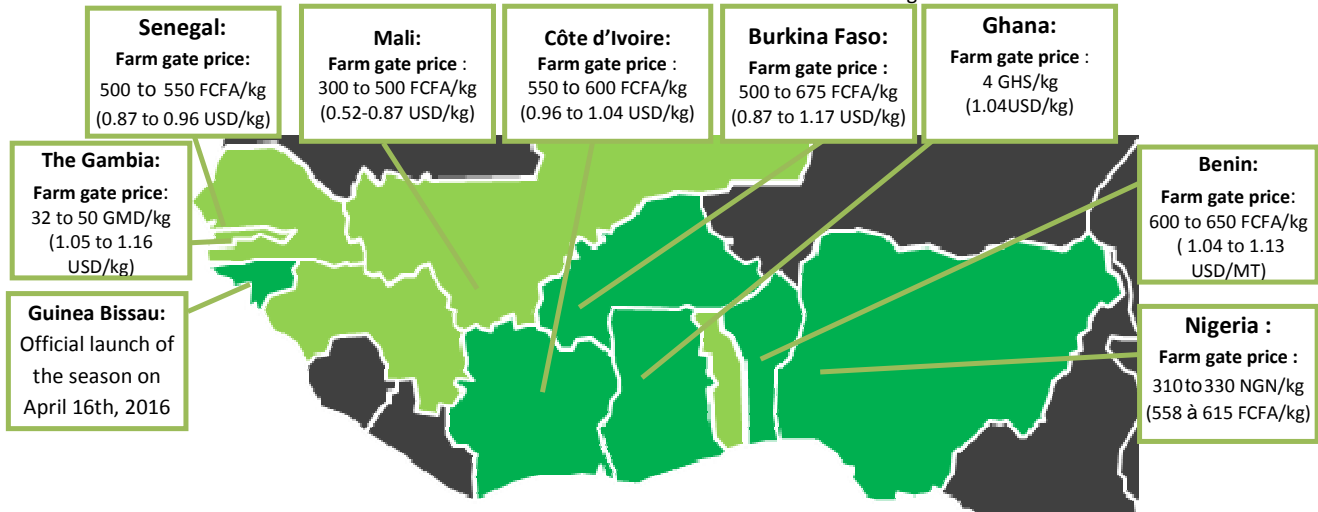 g
Senegal:
Farm gate price:
500 to 550 FCFA/kg
(0.87 to 0.96 USD/kg)
Mali:
Farm gate price :
300 to 500 FCFA/kg
(0.52-0.87 USD/kg)
Côte d'Ivoire:
Farm gate price :
550 to 600 FCFA/kg
(0.96 to 1.04 USD/kg)
Burkina Faso:
Farm gate price :
500 to 675 FCFA/kg
(0.87 to 1.17 USD/kg)
Ghana:
Farm gate price :
4 GHS/kg
(1.04USD/kg)
The Gambia:
Farm gate price:
32 to 50 GMD/kg
(1.05 to 1.16
USD/kg)
Benin:
Farm gate price:
600 to 650 FCFA/kg
( 1.04 to 1.13
USD/MT)
Guinea Bissau:
Official launch of
the season on
April 16th, 2016
Nigeria :
Farm gate price :
310 to 330 NGN/kg
(558 à 615 FCFA/kg)